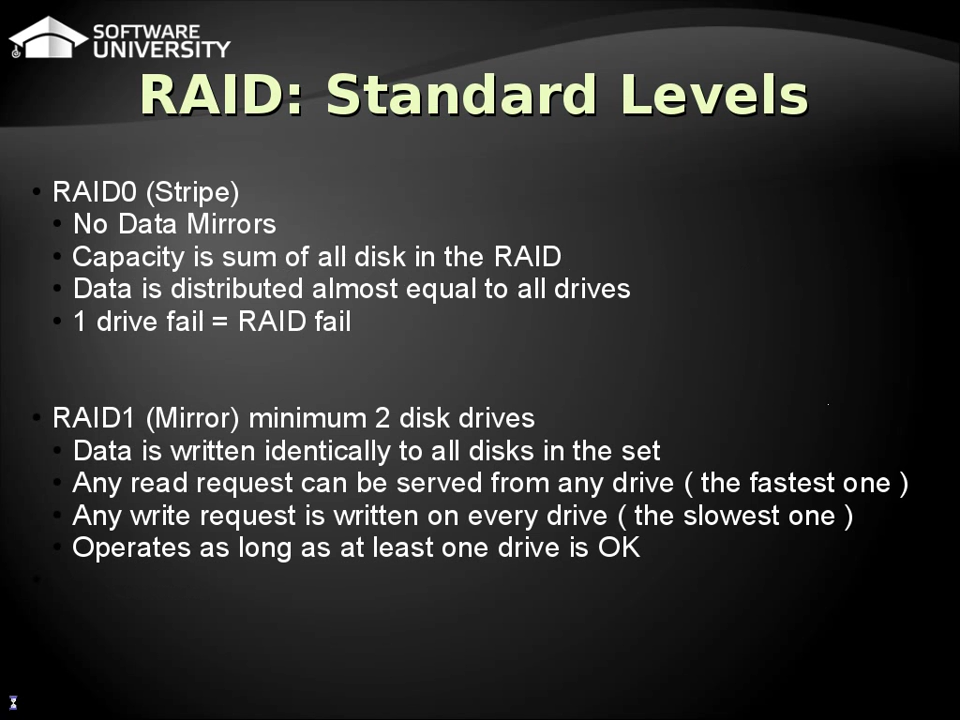 SOFTWARE
UNIVERSITY
RAID: Standard Levels
• RAID0 (Stripe)
• No Data Mirrors
• Capacity is sum of all disk in the RAID
• Data is distributed almost equal to all drives
• 1 drive fail = RAID fail
• RAID1 (Mirror) minimum 2 disk drives
• Data is written identically to all disks in the set
• Any read request can be served from any drive ( the fastest one )
• Any write request is written on every drive ( the slowest one )
• Operates as long as at least one drive is OK